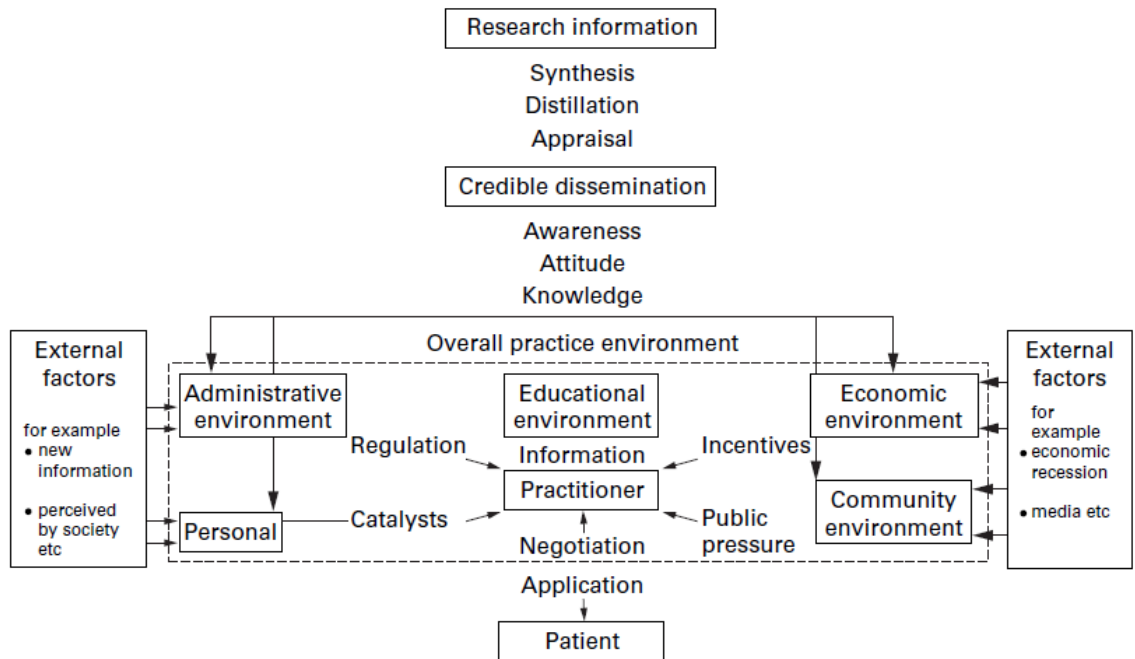 Research information
Synthesis
Distillation
Appraisal
Credible dissemination
Awareness
Attitude
Knowledge
Overall practice environment
External
factors
for example
• new
information
• perceived
by society
etc
Administrative
environment
Educational
environment
Economic
environment
External
factors
for
example
• economic
recession
• media etc
Regulation
Information
Incentives
Practitioner
Personal
Catalysts
Negotiation
Public
pressure
Community
environment
Application
Patient